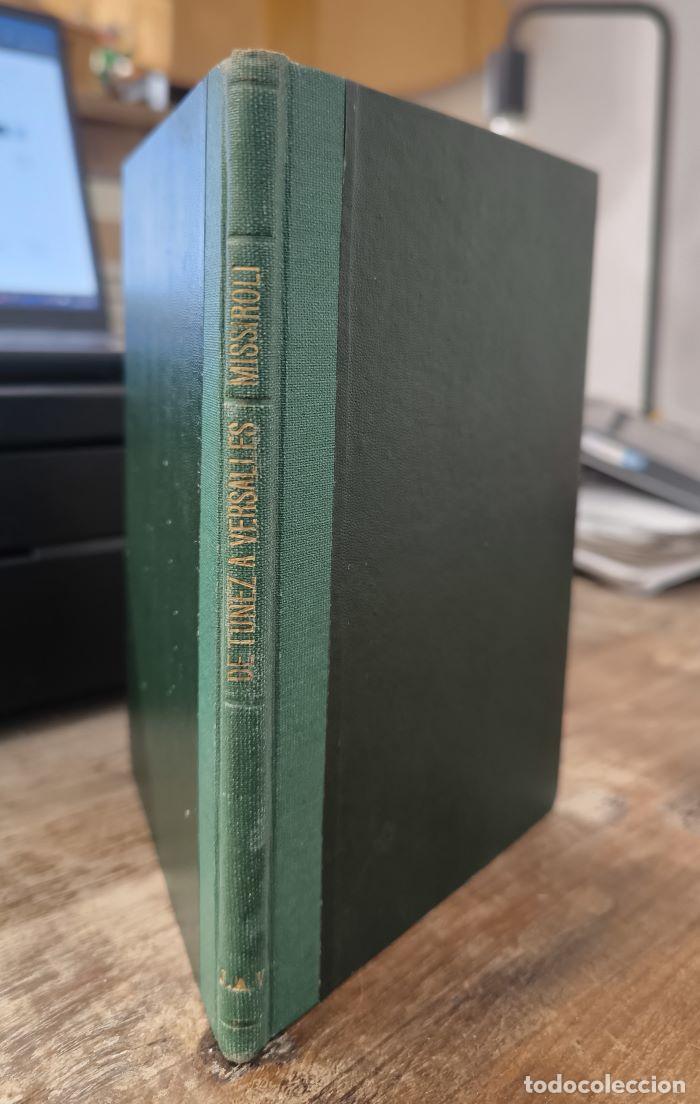 MISSIROLI
DE TUNEZ A VERSALLES
J. A. V
todocoleccion